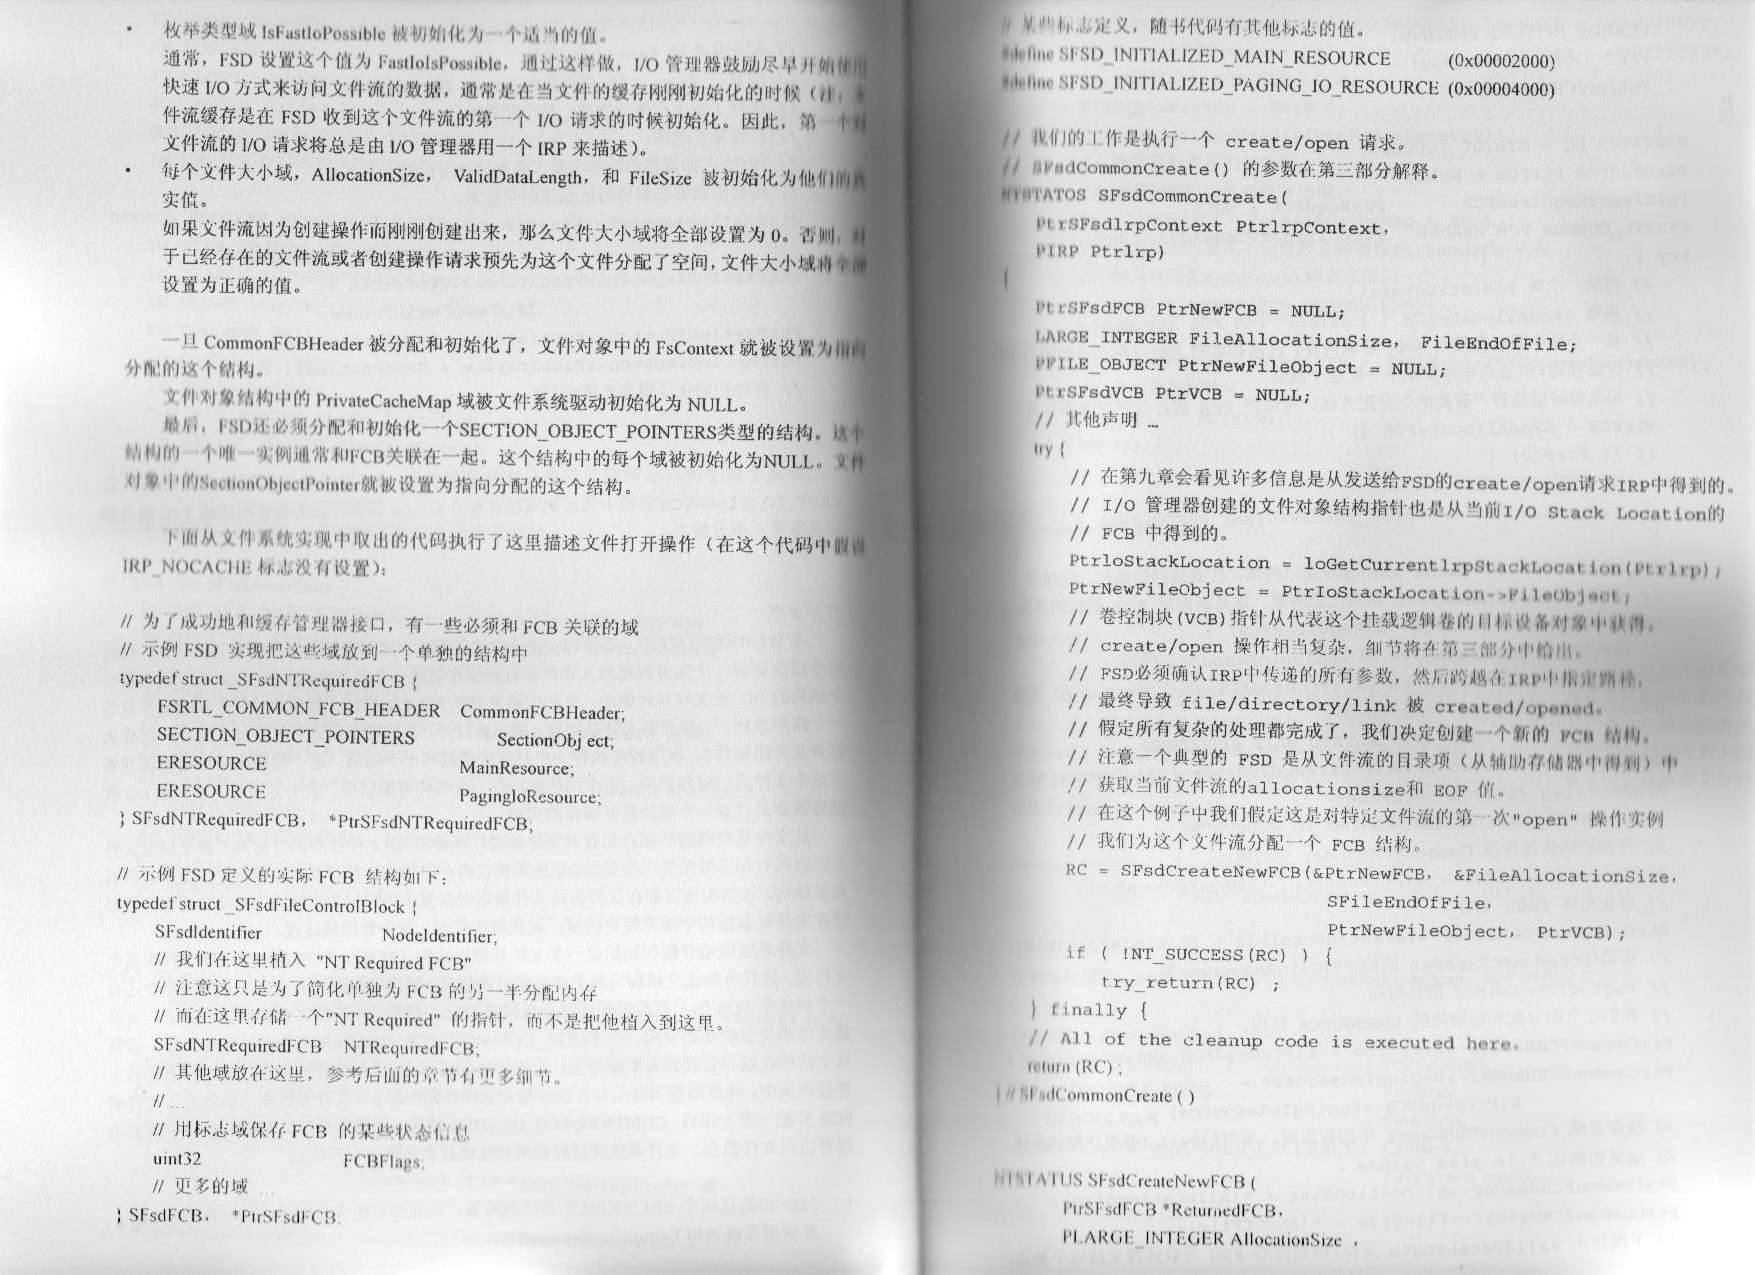 • 枚举类型域 IsFastIoPossible 被初始化为一个适当的值。
通常，FSD 设置这个值为 FastIoIsPossible，通过这样做，I/O 管理器鼓励尽早开始使用
快速 I/O 方式来访问文件流的数据，通常是在当文件的缓存刚刚初始化的时候（注，
件流缓存是在 FSD 收到这个文件流的第一个 I/O 请求的时候初始化。因此，第一个对
文件流的 I/O 请求将总是由 I/O 管理器用一个 IRP 来描述）。
• 每个文件大小域，AllocationSize， ValidDataLength，和 FileSize 被初始化为他们的真
实值。
如果文件流因为创建操作而刚刚创建出来，那么文件大小域将全部设置为 0。否则，对
于已经存在的文件流或者创建操作请求预先为这个文件分配了空间，文件大小域将全部
设置为正确的值。
一旦 CommonFCBHeader 被分配和初始化了，文件对象中的 FsContext 就被设置为指向
分配的这个结构。
文件对象结构中的 PrivateCacheMap 域被文件系统驱动初始化为 NULL。
最后，FSD还必须分配和初始化一个SECTION_OBJECT_POINTERS类型的结构。这个
结构的一个唯一实例通常和FCB关联在一起。这个结构中的每个域被初始化为NULL。文件
对象中的SectionObjectPointer就被设置为指向分配的这个结构。
下面从文件系统实现中取出的代码执行了这里描述文件打开操作（在这个代码中假设
IRP_NOCACHE 标志没有设置）：
// 为了成功地和缓存管理器接口，有一些必须和 FCB 关联的域
// 示例 FSD 实现把这些域放到一个单独的结构中
typedef struct _SFsdNTRequiredFCB {
FSRTL_COMMON_FCB_HEADER CommonFCBHeader;
SECTION_OBJECT_POINTERS SectionObj ect;
ERESOURCE MainResource;
ERESOURCE PagingloResource;
} SFsdNTRequiredFCB， *PtrSFsdNTRequiredFCB;
// 示例 FSD 定义的实际 FCB 结构如下：
typedef struct _SFsdFileControlBlock {
SFsdIdentifier NodeIdentifier;
// 我们在这里植入 "NT Required FCB"
// 注意这只是为了简化单独为 FCB 的另一半分配内存
// 而在这里存储一个"NT Required" 的指针，而不是把他植入到这里。
SFsdNTRequiredFCB NTRequiredFCB;
// 其他域放在这里，参考后面的章节有更多细节。
// ...
// 用标志域保存 FCB 的某些状态信息
uint32 FCBFlags;
// 更多的域 ...
} SFsdFCB， *PtrSFsdFCB;
// 某些标志定义，随书代码有其他标志的值。
#define SFSD_INITIALIZED_MAIN_RESOURCE (0x00002000)
#define SFSD_INITIALIZED_PAGING_IO_RESOURCE (0x00004000)
// 我们的工作是执行一个 create/open 请求。
// SFsdCommonCreate() 的参数在第三部分解释。
NTSTATOS SFsdCommonCreate(
PtrSFsdlrpContext PtrlrpContext，
PIRP Ptrlrp)
{
PtrSFsdFCB PtrNewFCB = NULL;
LARGE_INTEGER FileAllocationSize， FileEndOfFile;
PFILE_OBJECT PtrNewFileObject = NULL;
PtrSFsdVCB PtrVCB = NULL;
// 其他声明 …
try {
// 在第九章会看见许多信息是从发送给FSD的create/open请求IRP中得到的。
// I/O 管理器创建的文件对象结构指针也是从当前I/O Stack Location的
// FCB 中得到的。
PtrloStackLocation = loGetCurrentlrpStackLocation(Ptrlrp);
PtrNewFileObject = PtrIoStackLocation->FileObject;
// 卷控制块(VCB)指针从代表这个挂载逻辑卷的目标设备对象中获得。
// create/open 操作相当复杂，细节将在第三部分中给出。
// FSD必须确认IRP中传递的所有参数，然后跨越在IRP中指定路径，
// 最终导致 file/directory/link 被 created/opened。
// 假定所有复杂的处理都完成了，我们决定创建一个新的 FCB 结构。
// 注意一个典型的 FSD 是从文件流的目录项（从辅助存储器中得到）中
// 获取当前文件流的allocationsize和 EOF 值。
// 在这个例子中我们假定这是对特定文件流的第一次"open" 操作实例
// 我们为这个文件流分配一个 FCB 结构。
RC = SFsdCreateNewFCB(&PtrNewFCB， &FileAllocationSize，
SFileEndOfFile，
PtrNewFileObject， PtrVCB);
if ( !NT_SUCCESS(RC) ) {
try_return(RC) ;
} finally {
// All of the cleanup code is executed here.
return (RC) ;
} // SFsdCommonCreate ( )
NTSTATUS SFsdCreateNewFCB (
PtrSFsdFCB *ReturnedFCB，
PLARGE_INTEGER AllocationSize ，